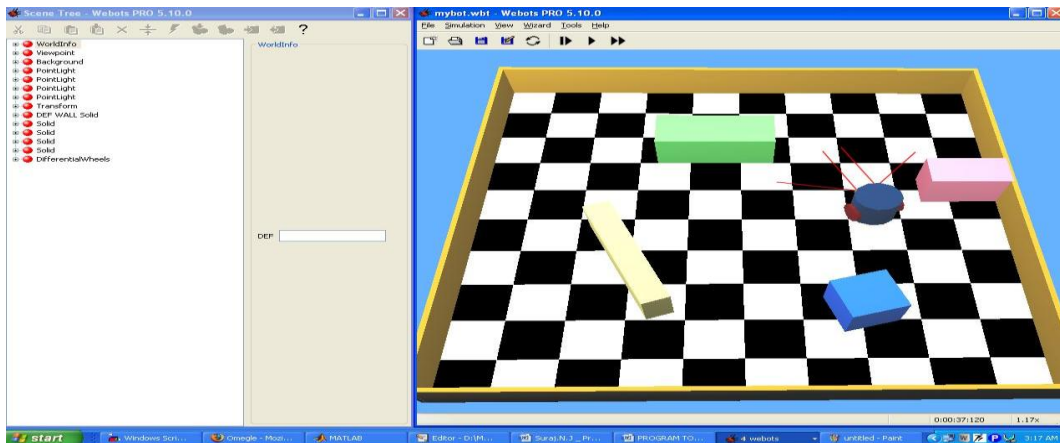 Scene Tree - Webots PRO 5.10.0
WorldInfo
Viewpoint
Background
PointLight
PointLight
PointLight
PointLight
Transform
DEF WALL Solid
Solid
Solid
Solid
Solid
DifferentialWheels
WorldInfo
DEF
mybot.wbt - Webots PRO 5.10.0
File Simulation View Wizard Tools Help
0:00:37:120 1.17x
start Windows Scri... Omegle - Mozi... MATLAB Editor - D:\M... Suraj.N.J _ Pr... PROGRAM TO... 4 webots untitled - Paint 3:17 AM